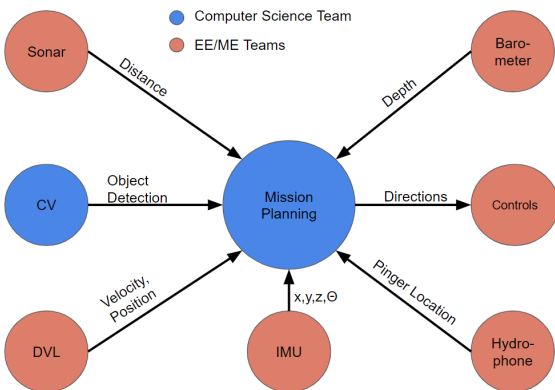 Sonar
Computer Science Team
EE/ME Teams
Baro-
meter
Distance
Depth
CV
Object
Detection
Mission
Planning
Directions
Controls
Velocity,
Position
x,y,z,Θ
Pinger Location
DVL
IMU
Hydro-
phone